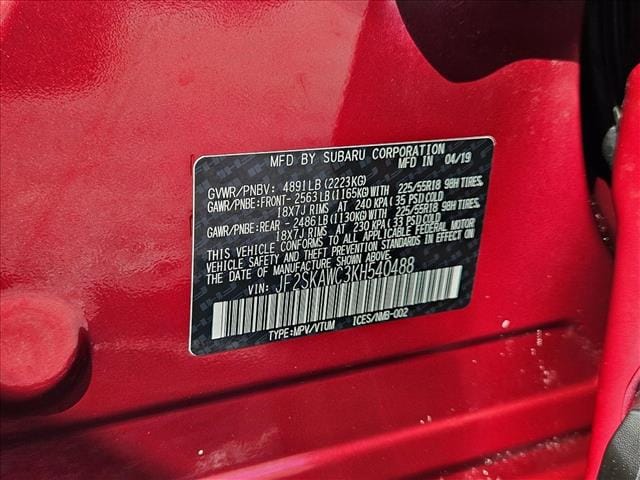 MFD BY SUBARU CORPORATION
MFD IN 04/19
GVWR/PNBV: 4891LB(2223KG)
GAWR/PNBE:FRONT-2563LB(1165KG)WITH 225/55R18 98H TIRES,
18X7J RIMS AT 240 KPA(35 PSI)COLD
GAWR/PNBE:REAR -2486LB(1130KG)WITH 225/55R18 98H TIRES,
18X7J RIMS AT 230 KPA(33 PSI)COLD
THIS VEHICLE CONFORMS TO ALL APPLICABLE FEDERAL MOTOR
VEHICLE SAFETY AND THEFT PREVENTION STANDARDS IN EFFECT ON
THE DATE OF MANUFACTURE SHOWN ABOVE.
VIN: JF2SKAWC3KH540488
TYPE:MPV/VTUM ICES/NMB-002